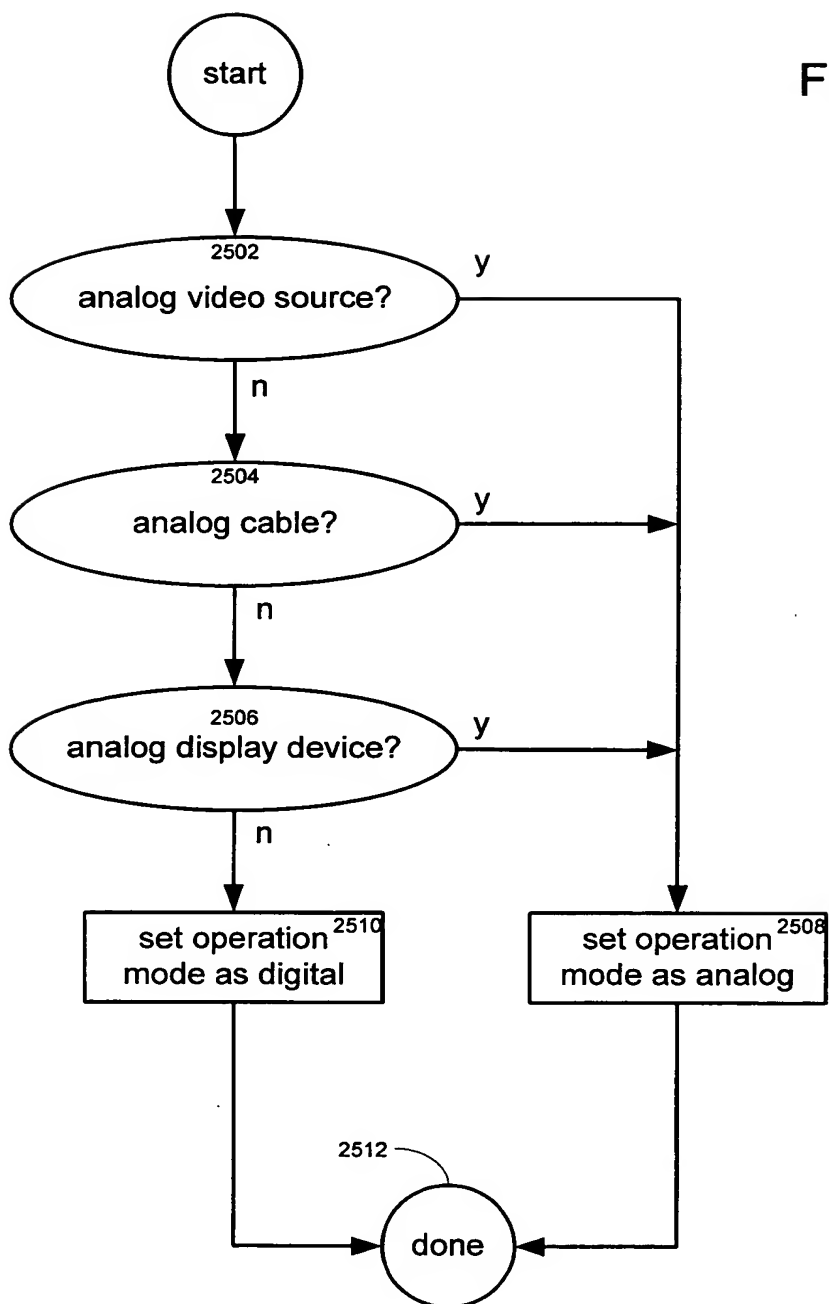 start
F
2502
analog video source?
y
n
2504
analog cable?
y
n
2506
analog display device?
y
n
set operation 2510
mode as digital
set operation 2508
mode as analog
2512
done